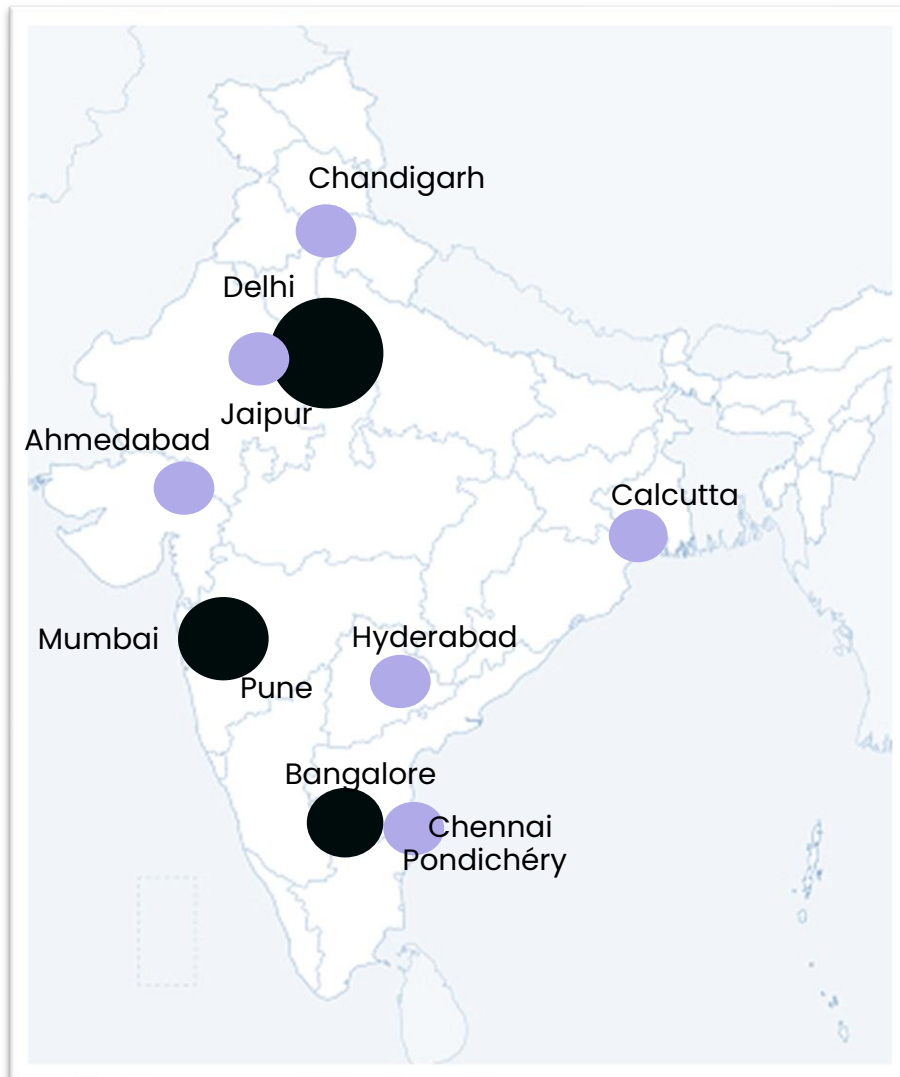 Chandigarh
Delhi
Jaipur
Ahmedabad
Calcutta
Mumbai
Hyderabad
Pune
Bangalore
Chennai
Pondichéry